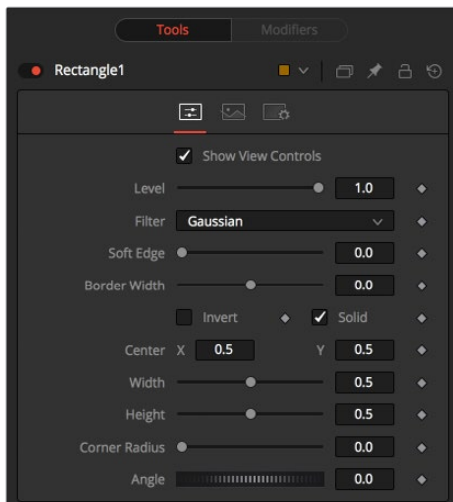 Tools Modifiers
Rectangle1
Show View Controls
Level 1.0
Filter Gaussian
Soft Edge 0.0
Border Width 0.0
Invert Solid
Center X 0.5 Y 0.5
Width 0.5
Height 0.5
Corner Radius 0.0
Angle 0.0